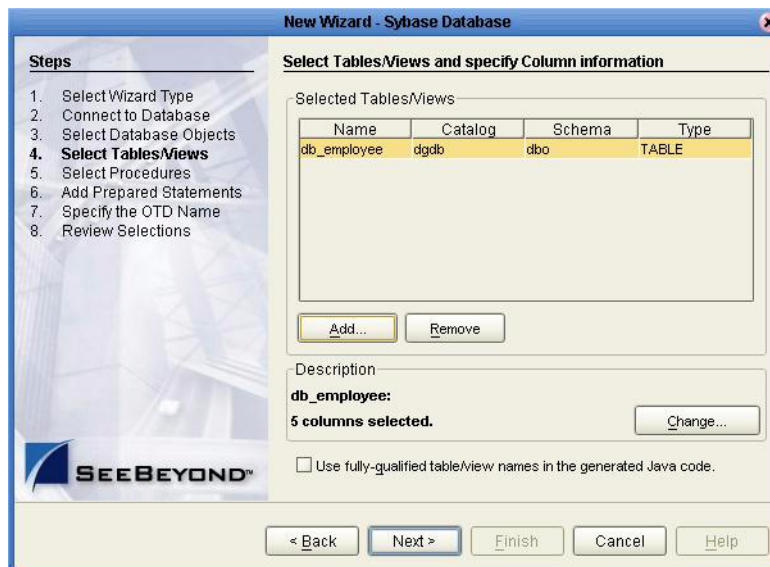 New Wizard - Sybase Database
Steps
1. Select Wizard Type
2. Connect to Database
3. Select Database Objects
4. Select Tables/Views
5. Select Procedures
6. Add Prepared Statements
7. Specify the OTD Name
8. Review Selections
SEEBEYOND™
Select Tables/Views and specify Column information
Selected Tables/Views
Name Catalog Schema Type
db_employee dgdb dbo TABLE
Add... Remove
Description
db_employee:
5 columns selected.
Change...
Use fully-qualified table/view names in the generated Java code.
< Back Next > Finish Cancel Help